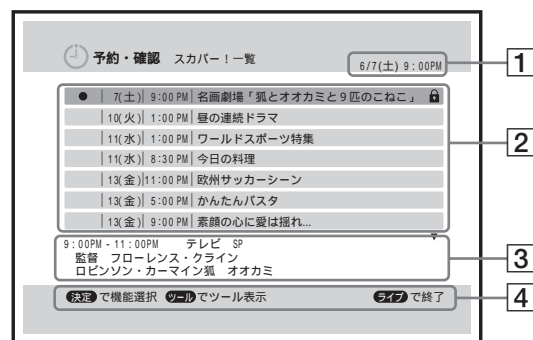 予約・確認 スカパー！一覧
6/7(土) 9:00PM
1
● 7(土) 9:00 PM 名画劇場「狐とオオカミと９匹のこねこ」
10(火) 1:00 PM 昼の連続ドラマ
11(水) 1:00 PM ワールドスポーツ特集
2
11(水) 8:30 PM 今日の料理
13(金) 11:00 PM 欧州サッカーシーン
13(金) 5:00 PM かんたんパスタ
13(金) 9:00 PM 素顔の心に愛は揺れ...
9:00PM - 11:00PM テレビ SP
監督 フローレンス・クライン
ロビンソン・カーマイン狐 オオカミ
3
決定 で機能選択 ツール でツール表示 ライブ で終了
4